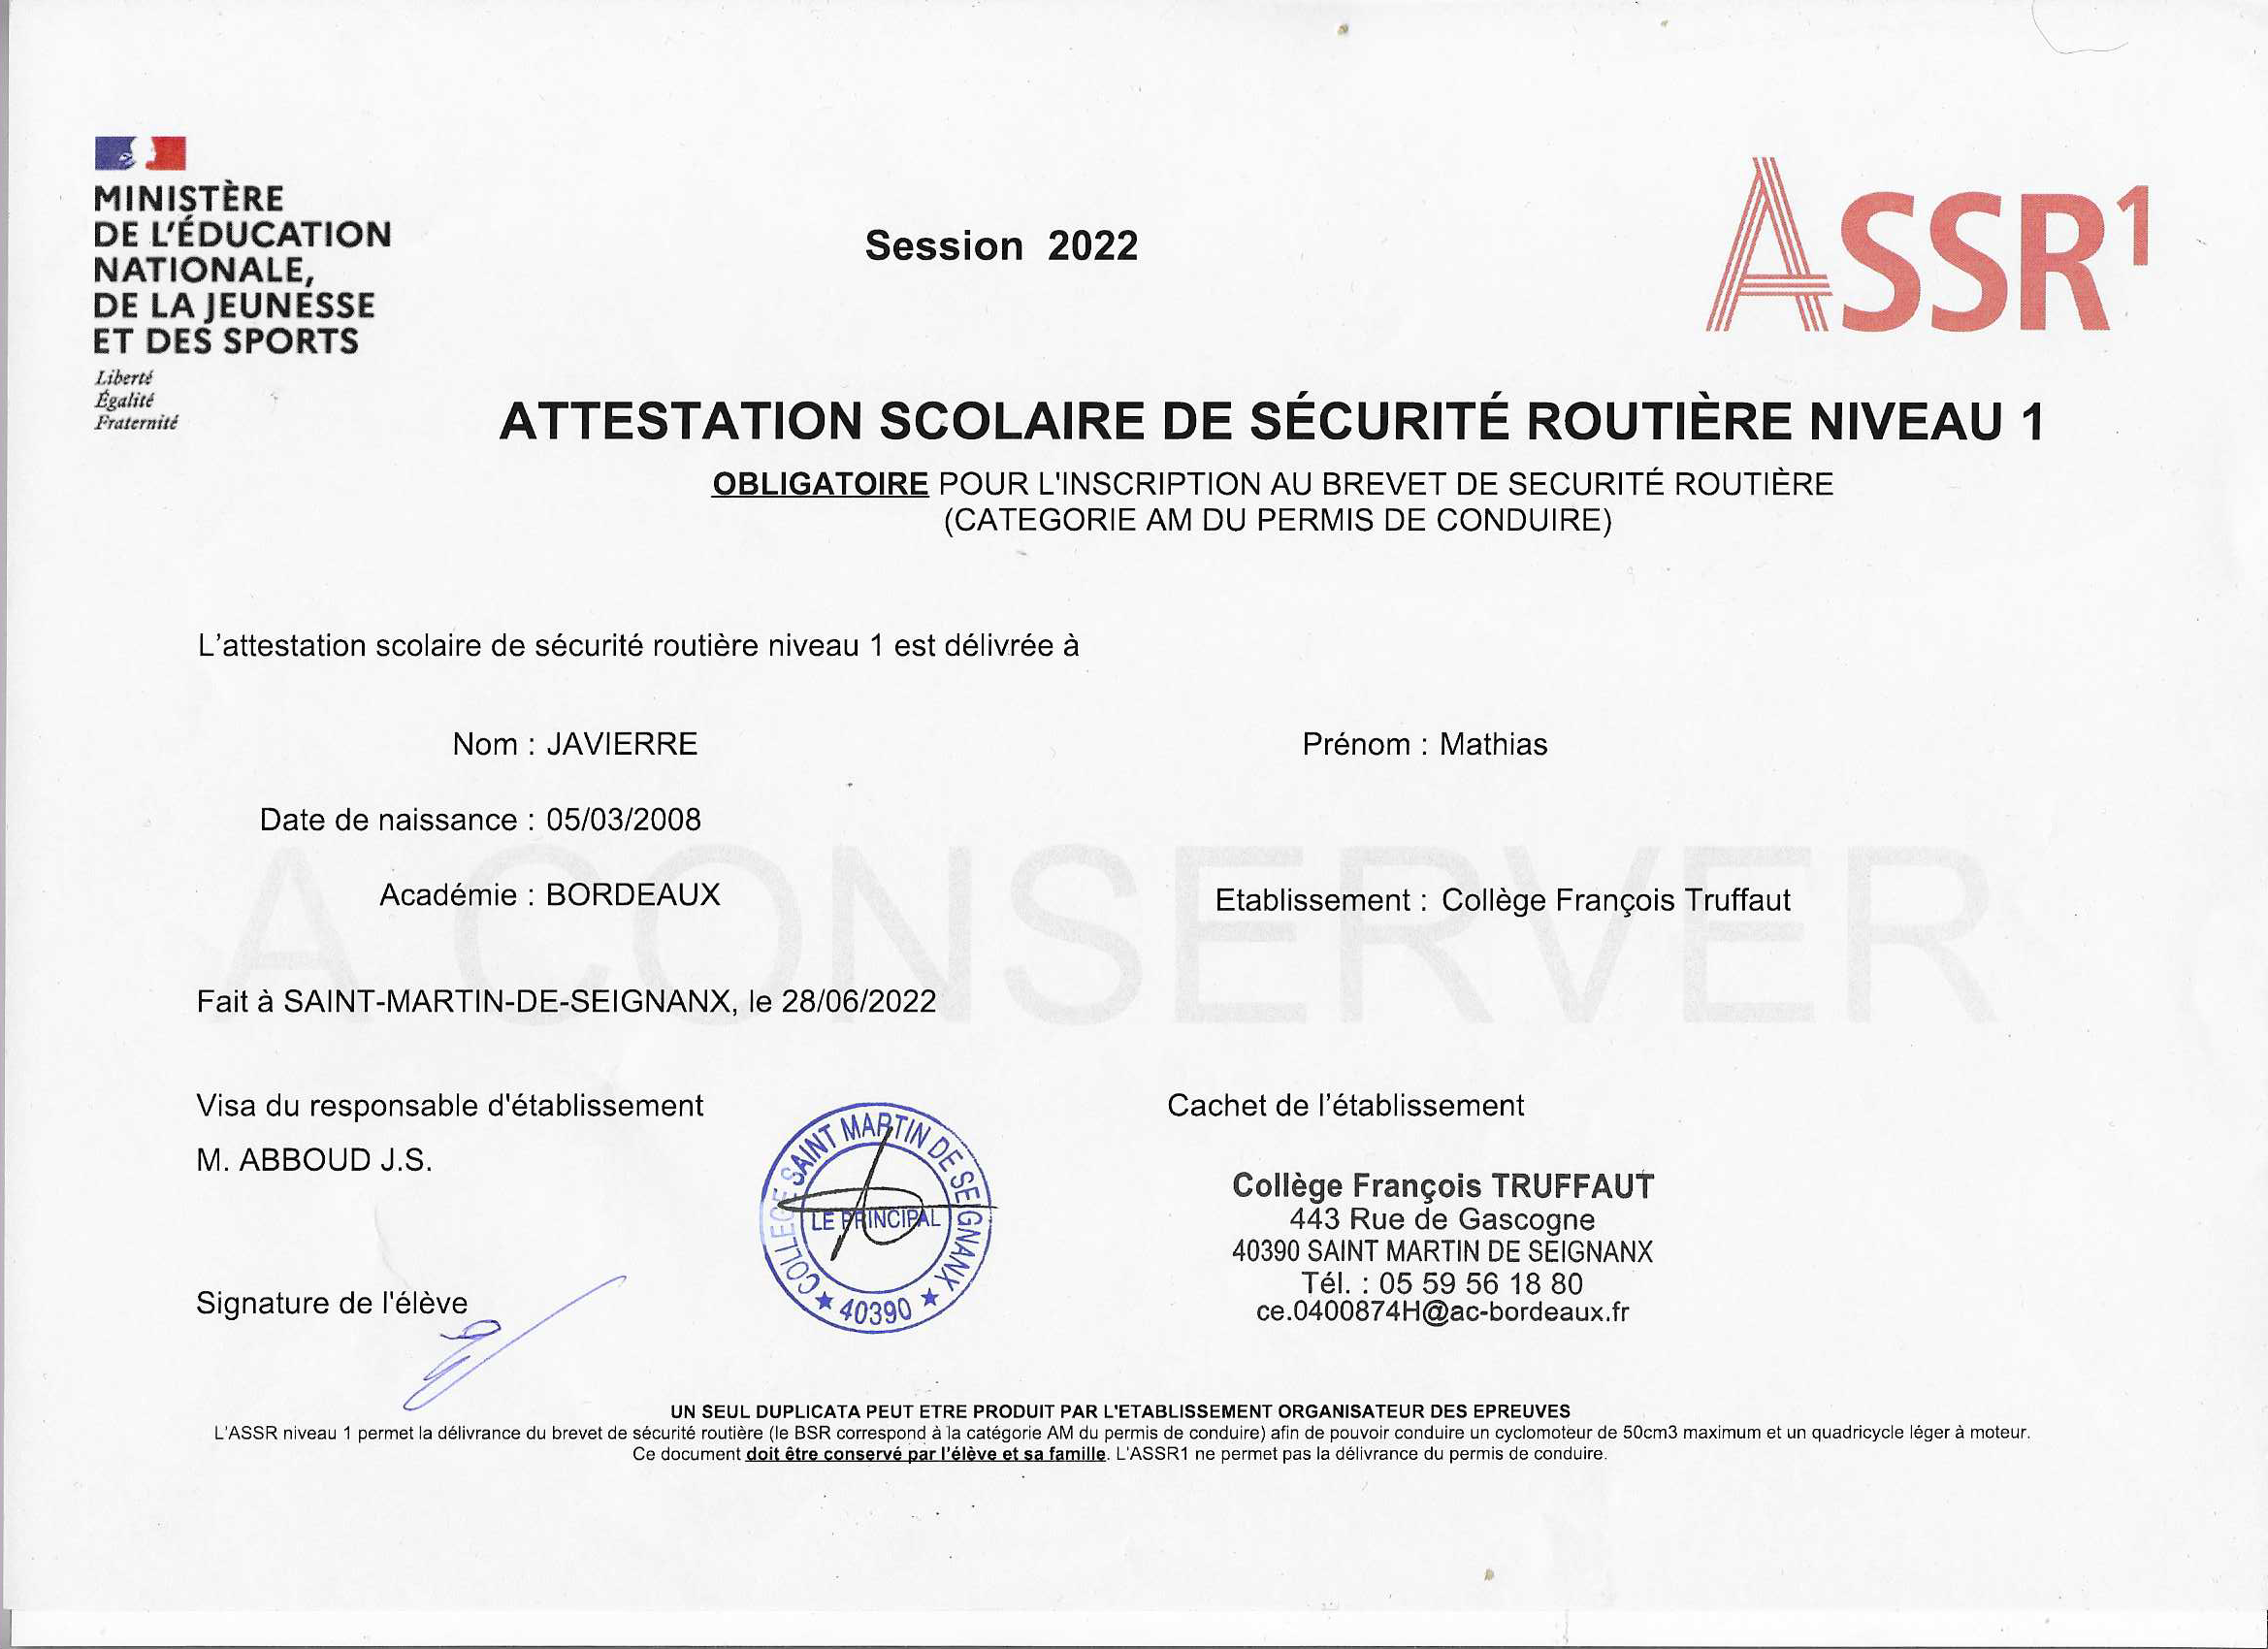 MINISTÈRE
DE L'ÉDUCATION
NATIONALE,
DE LA JEUNESSE
ET DES SPORTS
Liberté
Égalité
Fraternité
Session 2022
ASSR1
ATTESTATION SCOLAIRE DE SÉCURITÉ ROUTIÈRE NIVEAU 1
OBLIGATOIRE POUR L'INSCRIPTION AU BREVET DE SECURITÉ ROUTIÈRE
(CATEGORIE AM DU PERMIS DE CONDUIRE)
L'attestation scolaire de sécurité routière niveau 1 est délivrée à
Nom : JAVIERRE
Prénom : Mathias
Date de naissance : 05/03/2008
A CONSERVER
Académie : BORDEAUX
Etablissement : Collège François Truffaut
Fait à SAINT-MARTIN-DE-SEIGNANX, le 28/06/2022
Visa du responsable d'établissement
M. ABBOUD J.S.
COLLEGE SAINT MARTIN DE SEIGNANX
LE PRINCIPAL
★ 40390 ★
Cachet de l'établissement
Collège François TRUFFAUT
443 Rue de Gascogne
40390 SAINT MARTIN DE SEIGNANX
Tél. : 05 59 56 18 80
ce.0400874H@ac-bordeaux.fr
Signature de l'élève
UN SEUL DUPLICATA PEUT ETRE PRODUIT PAR L'ETABLISSEMENT ORGANISATEUR DES EPREUVES
L'ASSR niveau 1 permet la délivrance du brevet de sécurité routière (le BSR correspond à la catégorie AM du permis de conduire) afin de pouvoir conduire un cyclomoteur de 50cm3 maximum et un quadricycle léger à moteur.
Ce document doit être conservé par l'élève et sa famille. L'ASSR1 ne permet pas la délivrance du permis de conduire.